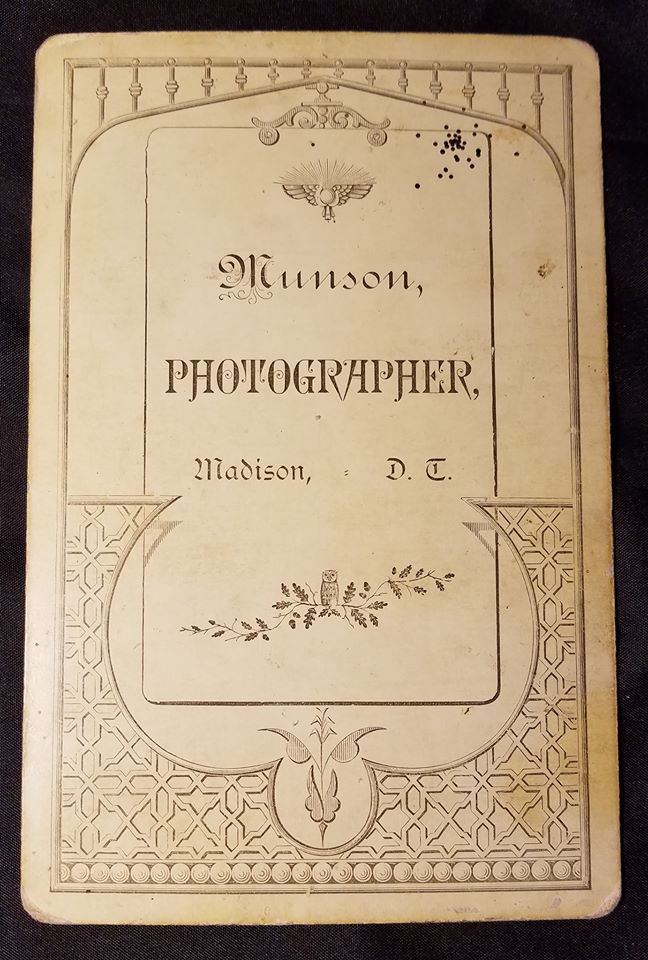 Munson,
PHOTOGRAPHER,
Madison, - D. T.